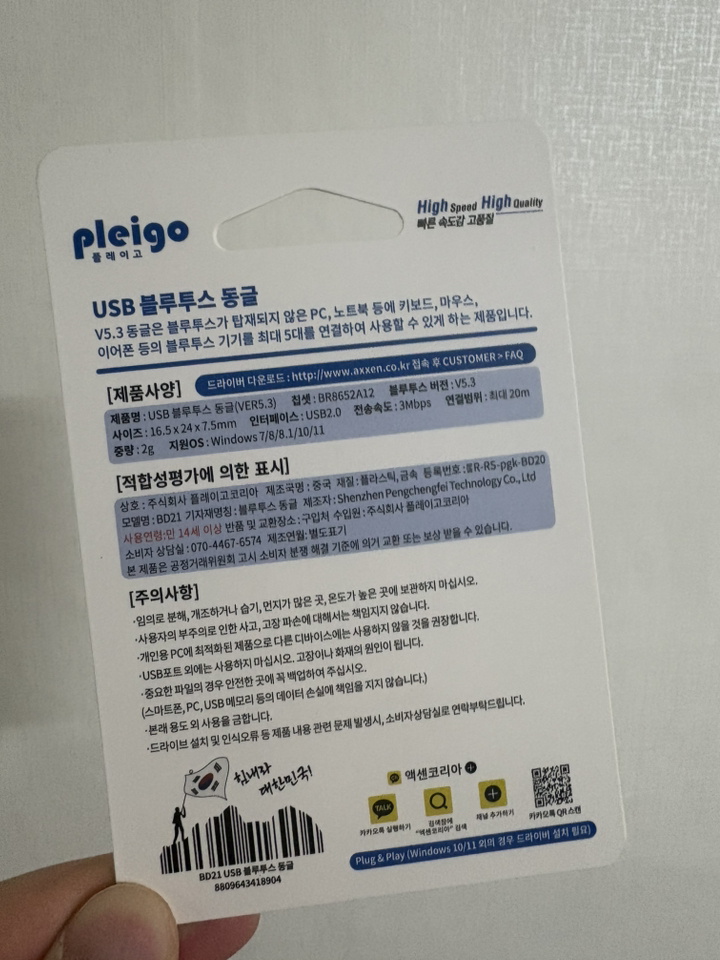 pleigo
플레이고
High Speed High Quality
빠른 속도감 고품질
USB 블루투스 동글
V5.3 동글은 블루투스가 탑재되지 않은 PC, 노트북 등에 키보드, 마우스,
이어폰 등의 블루투스 기기를 최대 5대를 연결하여 사용할 수 있게 하는 제품입니다.
[제품사양]
드라이버 다운로드 : http://www.axxen.co.kr 접속 후 CUSTOMER > FAQ
제품명 : USB 블루투스 동글(VER5.3) 칩셋 : BR8652A12 블루투스 버전 : V5.3
사이즈 : 16.5 x 24 x 7.5mm 인터페이스 : USB2.0 전송속도 : 3Mbps 연결범위 : 최대 20m
중량 : 2g 지원OS : Windows 7/8/8.1/10/11
[적합성평가에 의한 표시]
상호 : 주식회사 플레이고코리아 제조국명 : 중국 재질 : 플라스틱, 금속 등록번호 : R-R5-pgk-BD20
모델명 : BD21 기자재명칭 : 블루투스 동글 제조자 : Shenzhen Pengchengfei Technology Co., Ltd
사용연령:만 14세 이상 반품 및 교환장소 : 구입처 수입원 : 주식회사 플레이고코리아
소비자 상담실 : 070-4467-6574 제조연월: 별도표기
본 제품은 공정거래위원회 고시 소비자 분쟁 해결 기준에 의거 교환 또는 보상 받을 수 있습니다.
[주의사항]
·임의로 분해, 개조하거나 습기, 먼지가 많은 곳, 온도가 높은 곳에 보관하지 마십시오.
·사용자의 부주의로 인한 사고, 고장 파손에 대해서는 책임지지 않습니다.
·개인용 PC에 최적화된 제품으로 다른 디바이스에는 사용하지 않을 것을 권장합니다.
·USB포트 외에는 사용하지 마십시오. 고장이나 화재의 원인이 됩니다.
·중요한 파일의 경우 안전한 곳에 꼭 백업하여 주십시오.
(스마트폰, PC, USB 메모리 등의 데이터 손실에 책임을 지지 않습니다.)
·본래 용도 외 사용을 금합니다.
·드라이브 설치 및 인식오류 등 제품 내용 관련 문제 발생시, 소비자상담실로 연락부탁드립니다.
힘내라
대한민국!
액센코리아
TALK
카카오톡 실행하기
검색창에
"액센코리아" 검색
채널 추가하기
카카오톡 QR 스캔
BD21 USB 블루투스 동글
8809643418904
Plug & Play (Windows 10/11 외의 경우 드라이버 설치 필요)